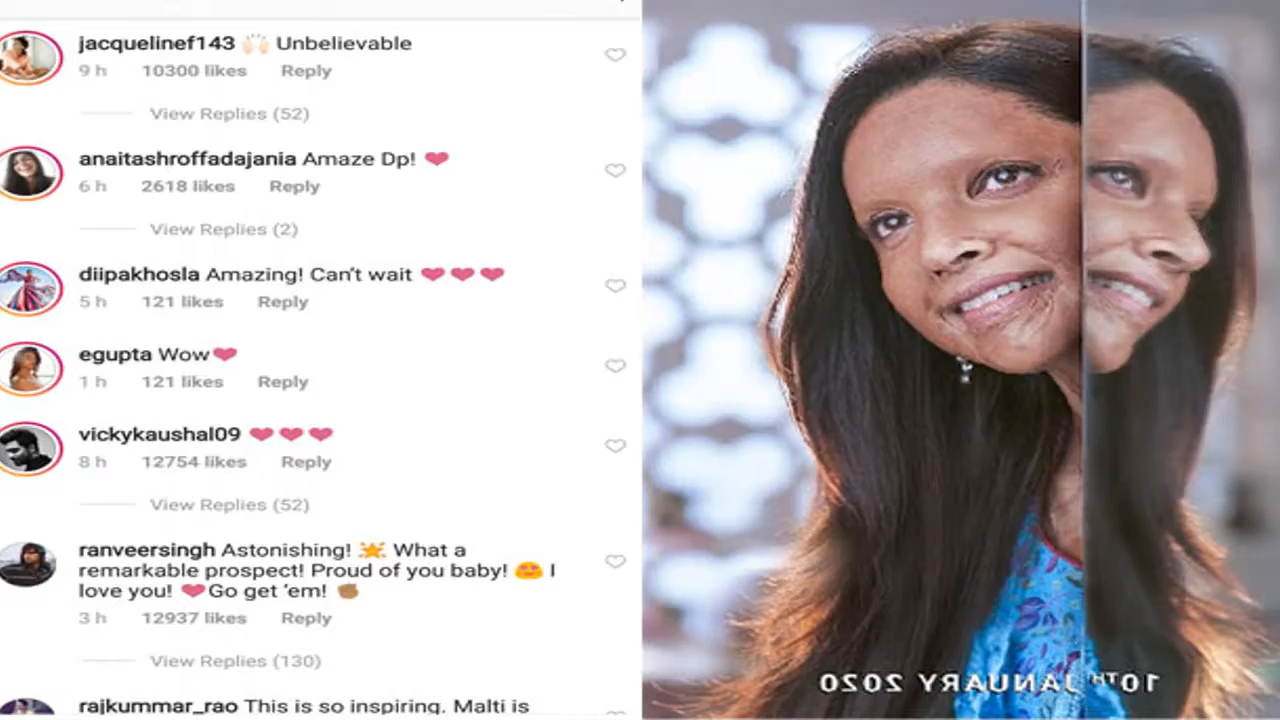 jacquelinef143 🙌🏻 Unbelievable
9 h 10300 likes Reply
View Replies (52)
anaitashroffadajania Amaze Dp! ❤
6 h 2618 likes Reply
View Replies (2)
diipakhosla Amazing! Can't wait ❤❤❤
5 h 121 likes Reply
egupta Wow❤
1 h 121 likes Reply
vickykaushal09 ❤❤❤
8 h 12754 likes Reply
View Replies (52)
ranveersingh Astonishing! 🌟 What a
remarkable prospect! Proud of you baby! 😍 I
love you! ❤Go get 'em! ✊🏾
3 h 12937 likes Reply
View Replies (130)
rajkummar_rao This is so inspiring. Malti is
10TH JANUARY 2020